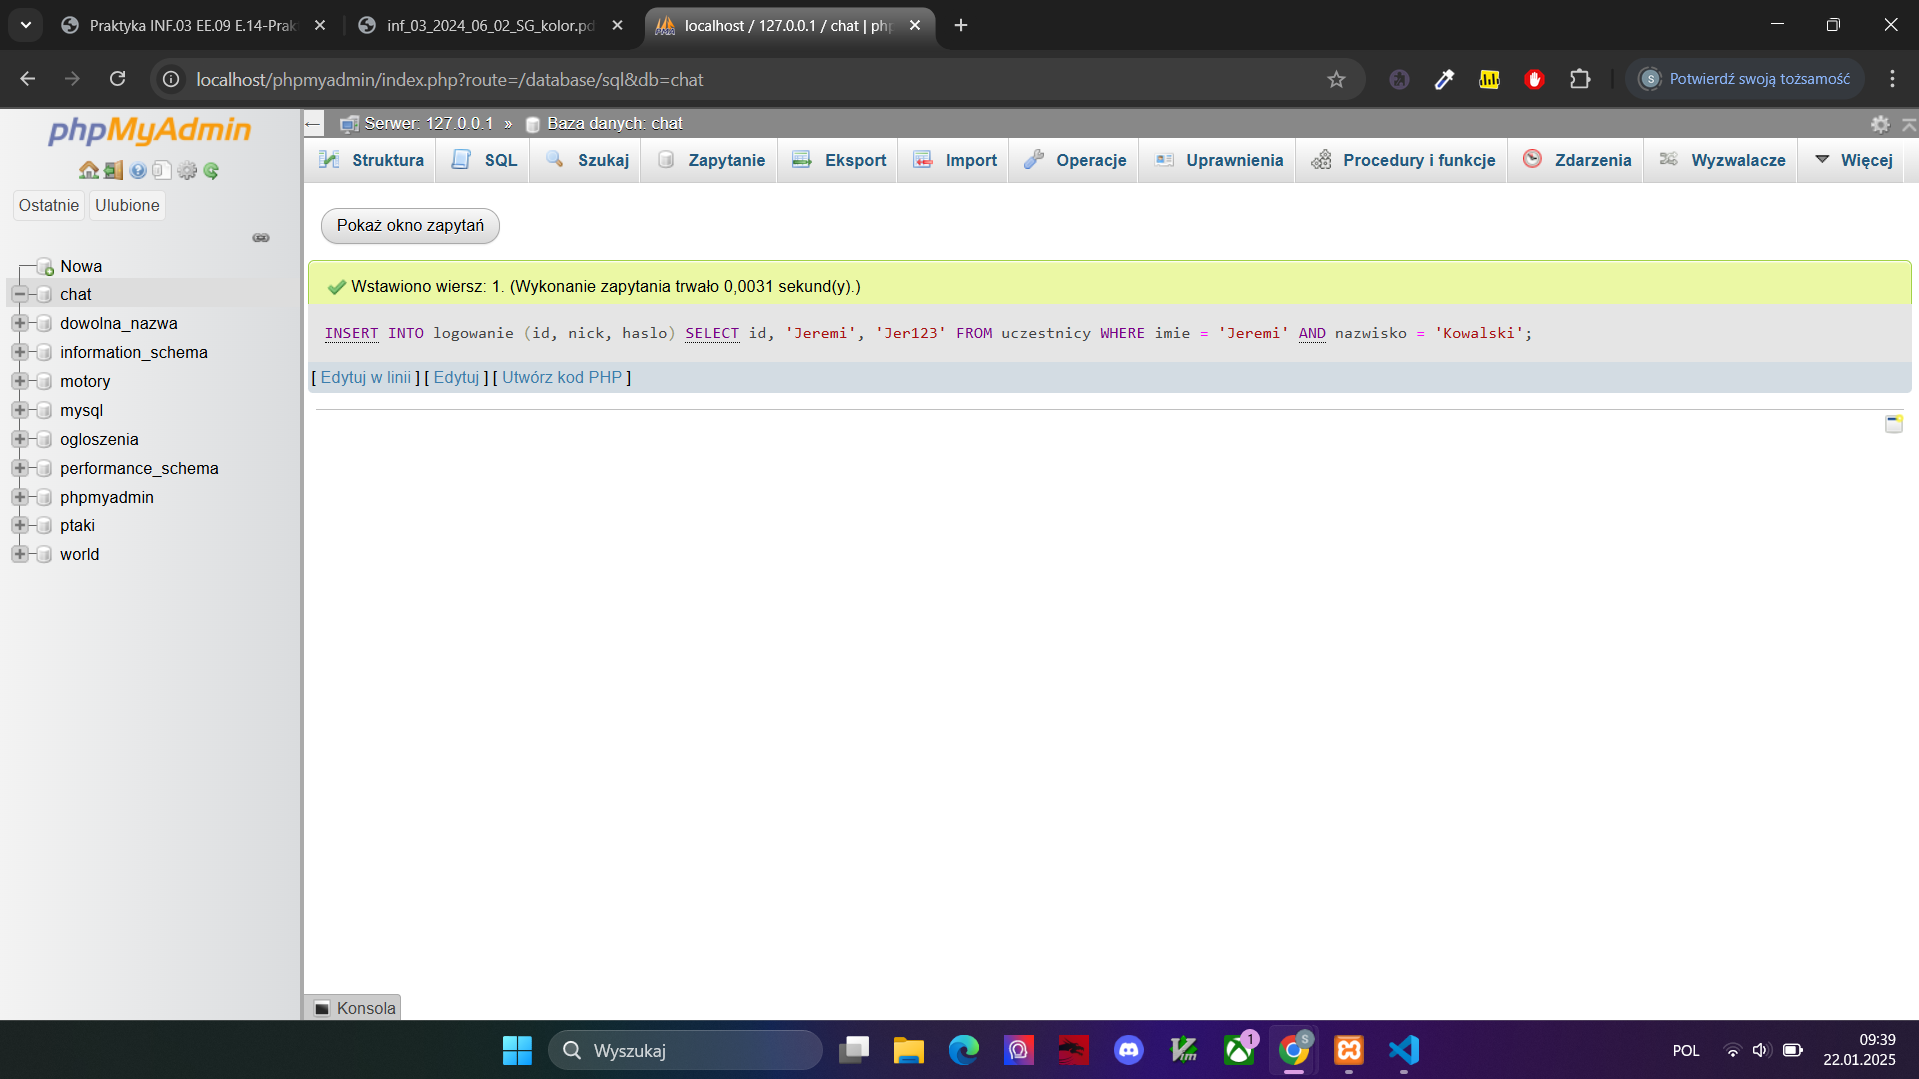 Praktyka INF.03 EE.09 E.14-Prak
inf_03_2024_06_02_SG_kolor.pd
localhost / 127.0.0.1 / chat | php
localhost/phpmyadmin/index.php?route=/database/sql&db=chat
S Potwierdź swoją tożsamość
phpMyAdmin
Ostatnie Ulubione
Nowa
chat
dowolna_nazwa
information_schema
motory
mysql
ogloszenia
performance_schema
phpmyadmin
ptaki
world
Serwer: 127.0.0.1 » Baza danych: chat
Struktura SQL Szukaj Zapytanie Eksport Import Operacje Uprawnienia Procedury i funkcje Zdarzenia Wyzwalacze Więcej
Pokaż okno zapytań
Wstawiono wiersz: 1. (Wykonanie zapytania trwało 0,0031 sekund(y).)
INSERT INTO logowanie (id, nick, haslo) SELECT id, 'Jeremi', 'Jer123' FROM uczestnicy WHERE imie = 'Jeremi' AND nazwisko = 'Kowalski';
[ Edytuj w linii ] [ Edytuj ] [ Utwórz kod PHP ]
Konsola
Wyszukaj
1
S
POL
09:39
22.01.2025